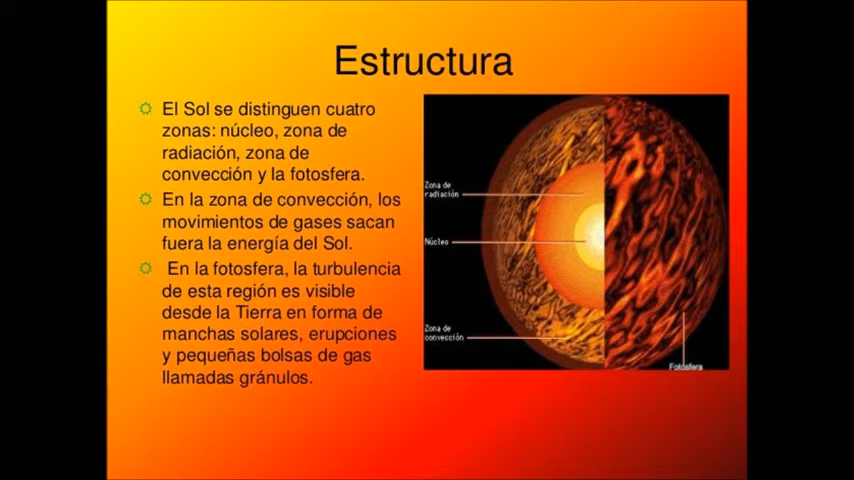 Estructura
El Sol se distinguen cuatro
zonas: núcleo, zona de
radiación, zona de
convección y la fotosfera.
En la zona de convección, los
movimientos de gases sacan
fuera la energía del Sol.
En la fotosfera, la turbulencia
de esta región es visible
desde la Tierra en forma de
manchas solares, erupciones
y pequeñas bolsas de gas
llamadas gránulos.
Zona de
radiación
Núcleo
Zona de
convección
Fotosfera